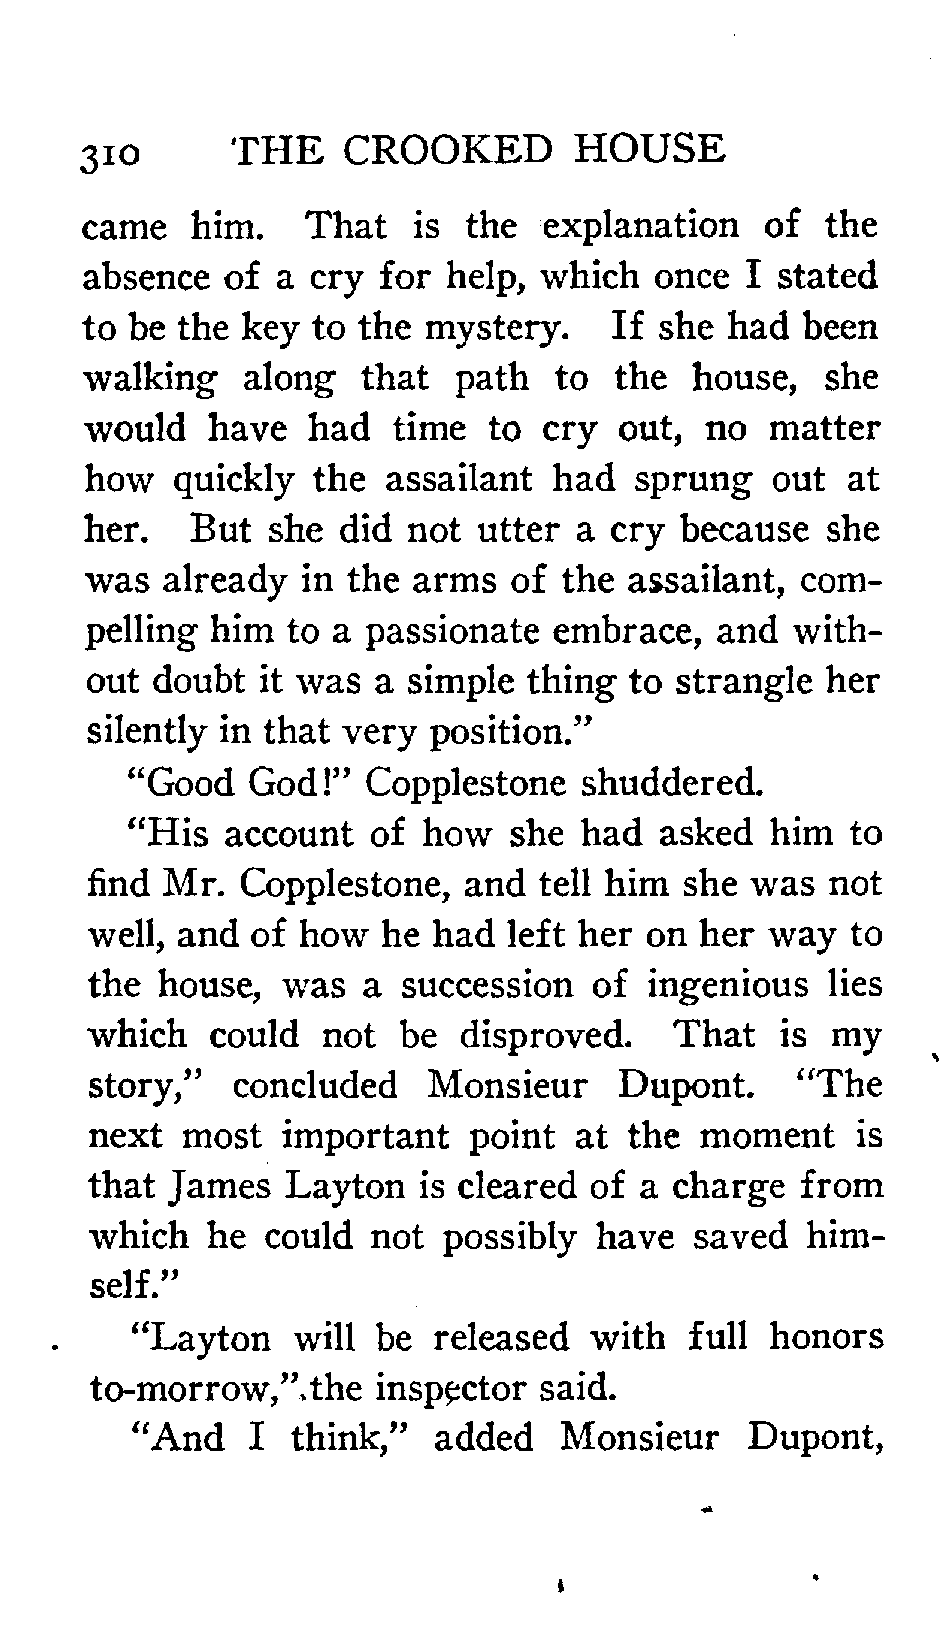 310 THE CROOKED HOUSE
came him. That is the explanation of the
absence of a cry for help, which once I stated
to be the key to the mystery. If she had been
walking along that path to the house, she
would have had time to cry out, no matter
how quickly the assailant had sprung out at
her. But she did not utter a cry because she
was already in the arms of the assailant, com-
pelling him to a passionate embrace, and with-
out doubt it was a simple thing to strangle her
silently in that very position."
"Good God!" Copplestone shuddered.
"His account of how she had asked him to
find Mr. Copplestone, and tell him she was not
well, and of how he had left her on her way to
the house, was a succession of ingenious lies
which could not be disproved. That is my
story," concluded Monsieur Dupont. "The
next most important point at the moment is
that James Layton is cleared of a charge from
which he could not possibly have saved him-
self."
"Layton will be released with full honors
to-morrow," the inspector said.
"And I think," added Monsieur Dupont,